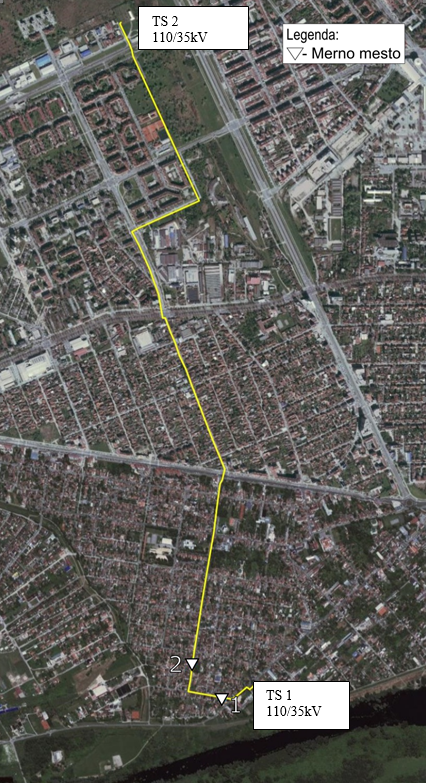 TS 2
110/35kV
Legenda:
- Merno mesto
2
1
TS 1
110/35kV